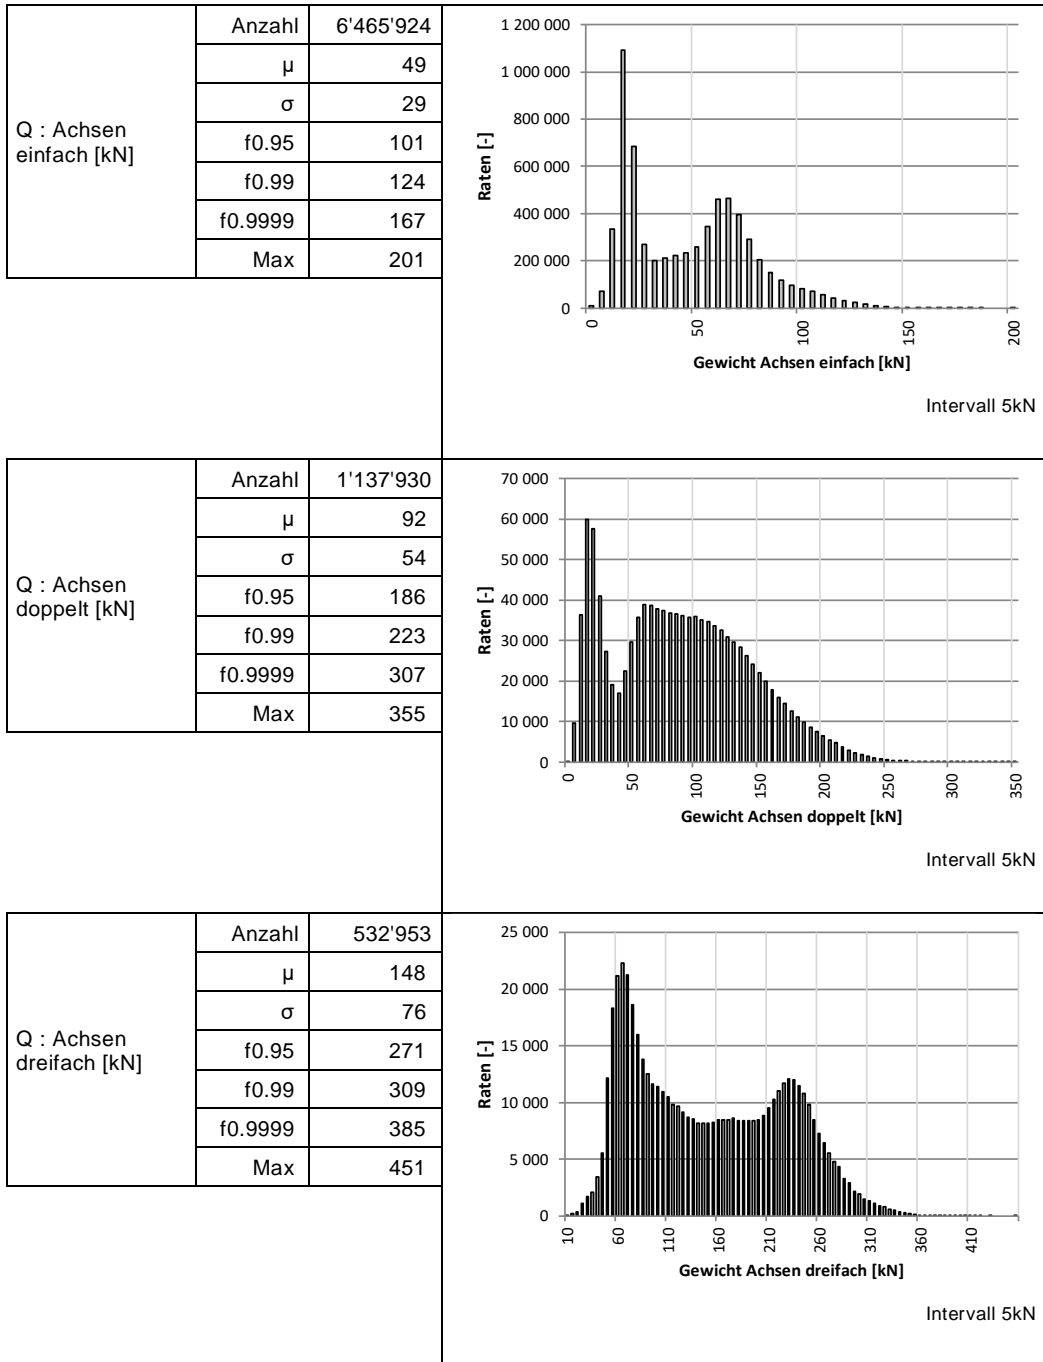 Q : Achsen
einfach [kN]
Anzahl 6'465'924
µ 49
σ 29
f0.95 101
f0.99 124
f0.9999 167
Max 201
Raten [-]
1 200 000
1 000 000
800 000
600 000
400 000
200 000
0
0 50 100 150 200
Gewicht Achsen einfach [kN]
Intervall 5kN
Q : Achsen
doppelt [kN]
Anzahl 1'137'930
µ 92
σ 54
f0.95 186
f0.99 223
f0.9999 307
Max 355
Raten [-]
70 000
60 000
50 000
40 000
30 000
20 000
10 000
0
0 50 100 150 200 250 300 350
Gewicht Achsen doppelt [kN]
Intervall 5kN
Q : Achsen
dreifach [kN]
Anzahl 532'953
µ 148
σ 76
f0.95 271
f0.99 309
f0.9999 385
Max 451
Raten [-]
25 000
20 000
15 000
10 000
5 000
0
10 60 110 160 210 260 310 360 410
Gewicht Achsen dreifach [kN]
Intervall 5kN